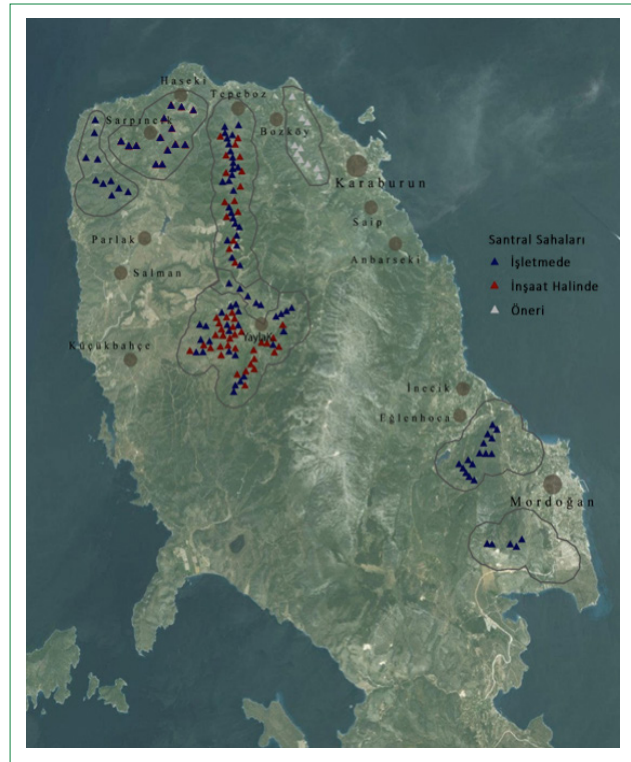 Haseki
Tepeboz
Sarpıncık
Bozköy
Karaburun
Saip
Parlak
Anbarseki
Santral Sahaları
İşletmede
Salman
İnşaat Halinde
Öneri
Yaylak
Küçükbahçe
İnecik
Eğlenhoca
Mordoğan